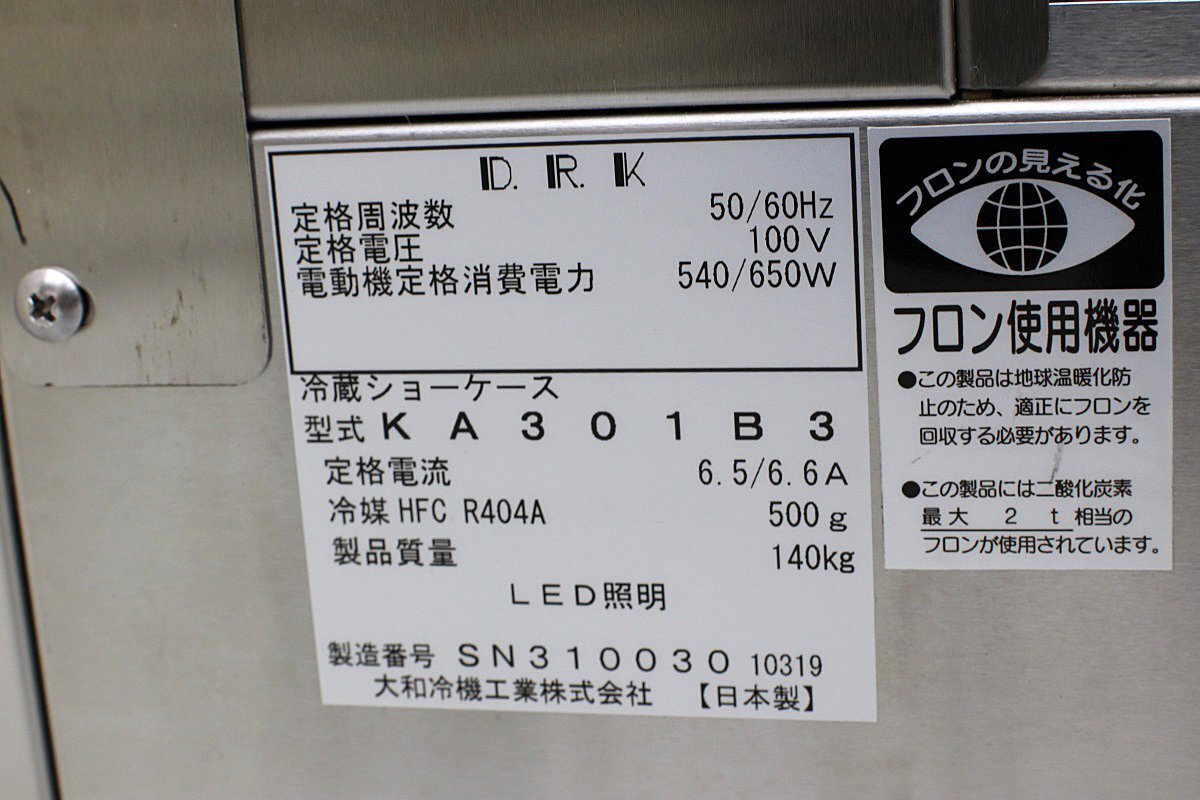 D.R.K
定格周波数 50/60Hz
定格電圧 100V
電動機定格消費電力 540/650W
冷蔵ショーケース
型式 KA301B3
定格電流 6.5/6.6A
冷媒 HFC R404A 500g
製品質量 140kg
LED照明
製造番号 SN310030 10319
大和冷機工業株式会社 【日本製】
フロンの見える化
フロン使用機器
●この製品は地球温暖化防
止のため、適正にフロンを
回収する必要があります。
●この製品には二酸化炭素
最大 2 t 相当の
フロンが使用されています。